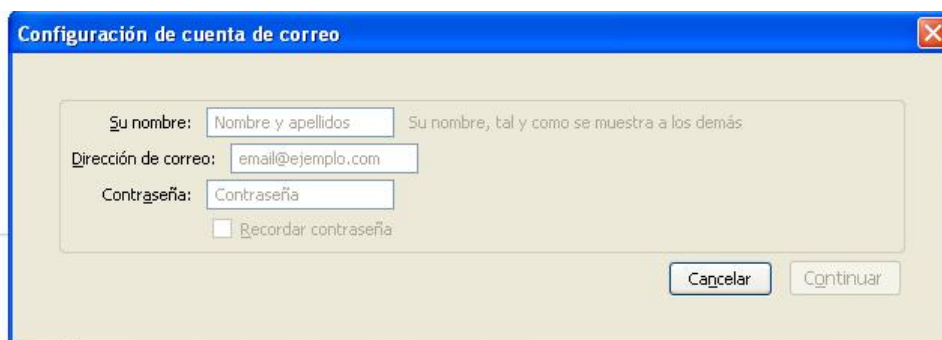 Configuración de cuenta de correo
Su nombre: Nombre y apellidos Su nombre, tal y como se muestra a los demás
Dirección de correo: email@ejemplo.com
Contraseña: Contraseña
Recordar contraseña
Cancelar Continuar